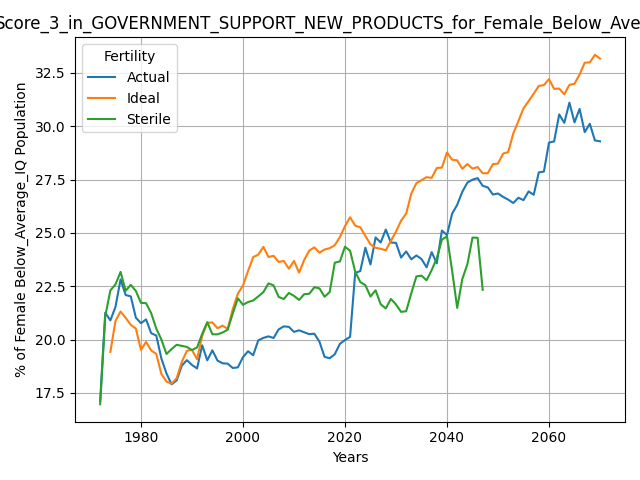 Score_3_in_GOVERNMENT_SUPPORT_NEW_PRODUCTS_for_Female_Below_Ave
Fertility
Actual
Ideal
Sterile
% of Female Below_Average_IQ Population
32.5
30.0
27.5
25.0
22.5
20.0
17.5
1980
2000
2020
2040
2060
Years